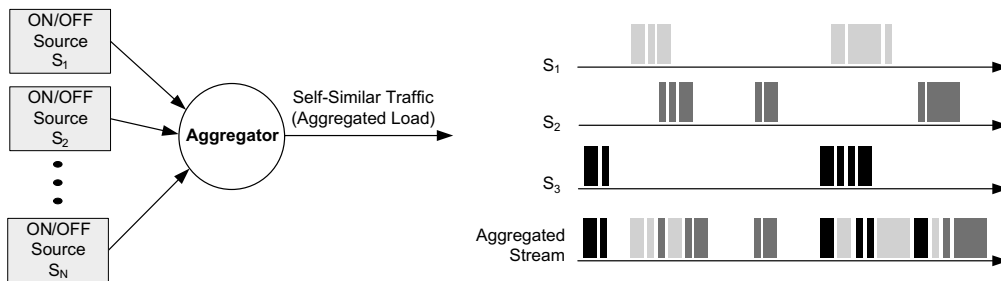 ON/OFF
Source
S1
ON/OFF
Source
S2
ON/OFF
Source
SN
Aggregator
Self-Similar Traffic
(Aggregated Load)
S1
S2
S3
Aggregated
Stream